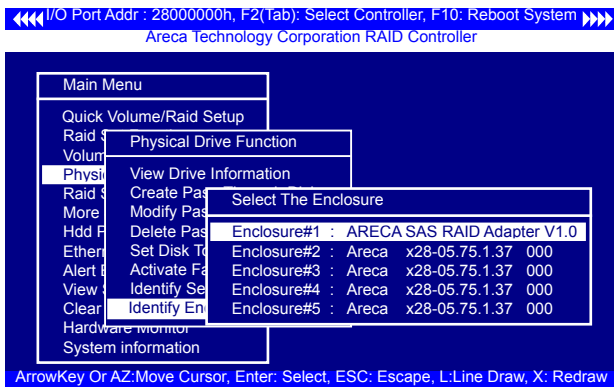 I/O Port Addr : 28000000h, F2(Tab): Select Controller, F10: Reboot System
Areca Technology Corporation RAID Controller
Main Menu
Quick Volume/Raid Setup
Raid
Volum
Physi
Raid
More
Hdd P
Ether
Alert
View
Clear
Hardware Monitor
System information
Physical Drive Function
View Drive Information
Create Pas
Modify Pas
Delete Pas
Set Disk To
Activate Fa
Identify Se
Identify En
Select The Enclosure
Enclosure#1 : ARECA SAS RAID Adapter V1.0
Enclosure#2 : Areca x28-05.75.1.37 000
Enclosure#3 : Areca x28-05.75.1.37 000
Enclosure#4 : Areca x28-05.75.1.37 000
Enclosure#5 : Areca x28-05.75.1.37 000
ArrowKey Or AZ:Move Cursor, Enter: Select, ESC: Escape, L:Line Draw, X: Redraw